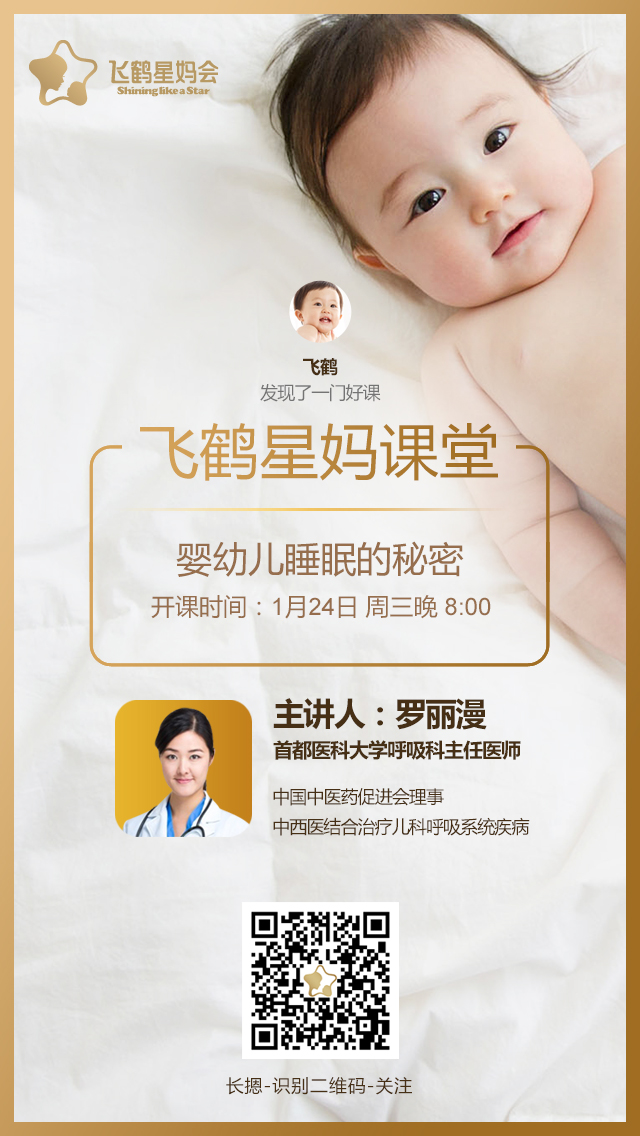 飞鹤星妈会
Shining like a Star
飞鹤
发现了一门好课
飞鹤星妈课堂
婴幼儿睡眠的秘密
开课时间：1月24日 周三晚 8:00
主讲人：罗丽漫
首都医科大学呼吸科主任医师
中国中医药促进会理事
中西医结合治疗儿科呼吸系统疾病
长摁-识别二维码-关注